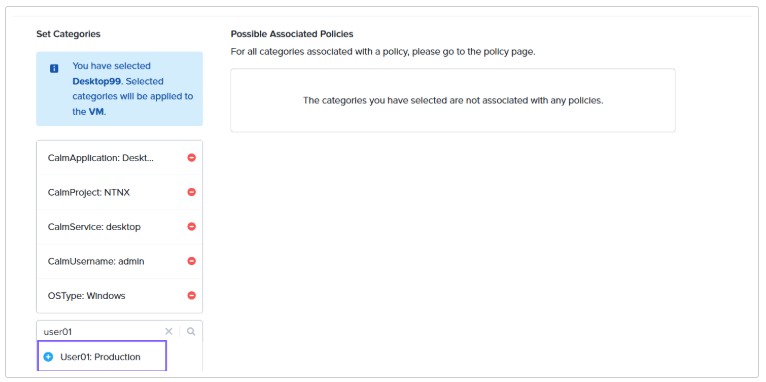 Set Categories
You have selected
Desktop99. Selected
categories will be applied to
the VM.
CalmApplication: Deskt...
CalmProject: NTNX
CalmService: desktop
CalmUsername: admin
OSType: Windows
user01
User01: Production
Possible Associated Policies
For all categories associated with a policy, please go to the policy page.
The categories you have selected are not associated with any policies.